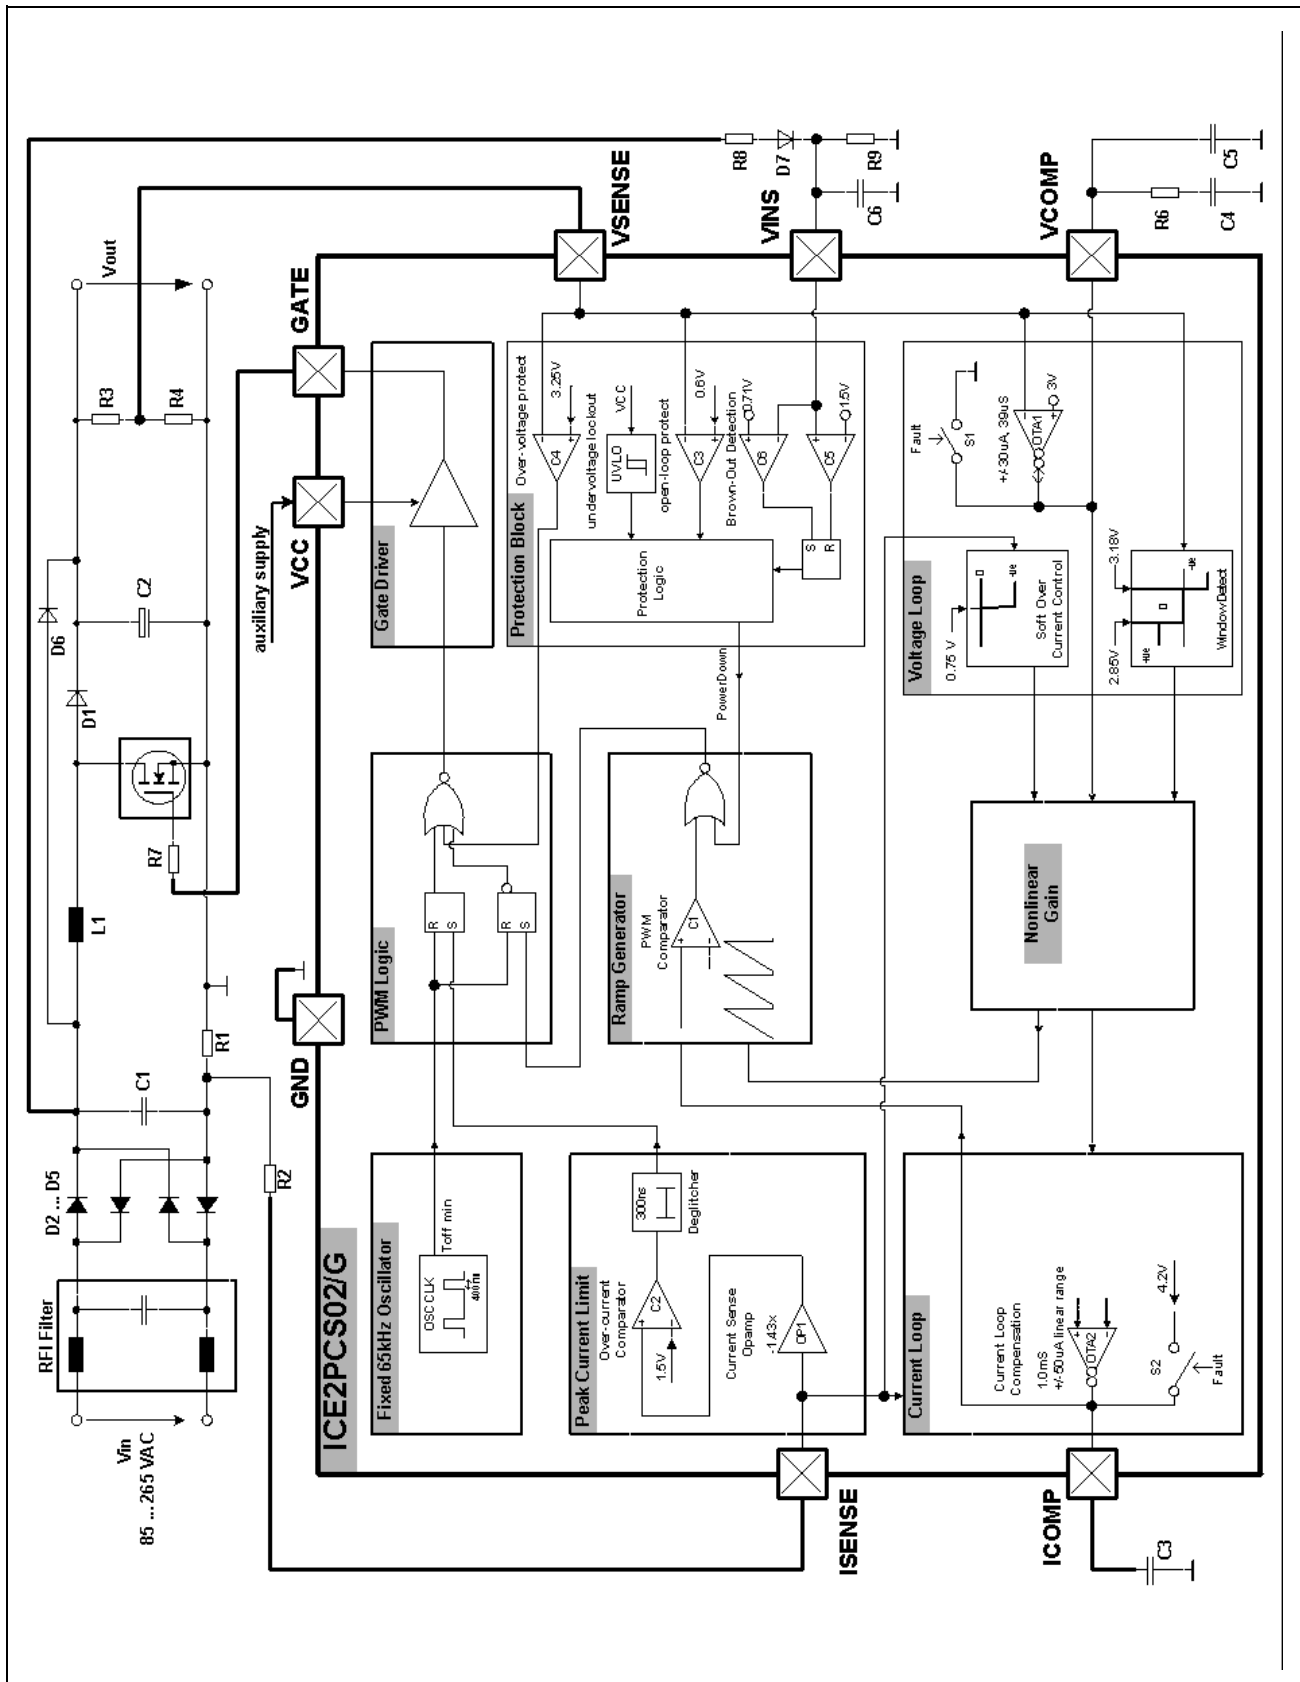 RFI Filter
Vin
85 ... 265 VAC
D2 ... D5
C1
R1
R2
L1
R7
D1
D6
C2
R3
R4
Vout
GND
auxiliary supply
VCC
GATE
VSENSE
R8
D7
R9
C6
VINS
VCOMP
R6
C4
C5
ICE2PCS02/G
Fixed 65kHz Oscillator
OSC CLK
Toff min
PWM Logic
R
S
R
S
Gate Driver
Peak Current Limit
Over-current
Comparator
1.5V
+
-
C2
300ns
Deglitcher
Current Sense
Opamp
-1.43x
OP1
Ramp Generator
PWM
Comparator
C1
+
-
Protection Block
Over-voltage protect
3.25V
C4
-
+
undervoltage lockout
UVLO
VCC
open-loop protect
0.6V
C3
-
+
Brown-Out Detection
0.71V
C6
+
-
1.5V
C5
+
-
S
R
Protection
Logic
PowerDown
Current Loop
Current Loop
Compensation
1.0mS
+/-50uA linear range
OTA2
+
-
4.2V
S2
Fault
Nonlinear
Gain
Voltage Loop
0.75 V
Soft Over
Current Control
0
-ve
Fault
S1
+/-30uA, 39uS
OTA1
-
+
3V
2.85V
3.18V
+ve
0
-ve
Window Detect
ISENSE
ICOMP
C3